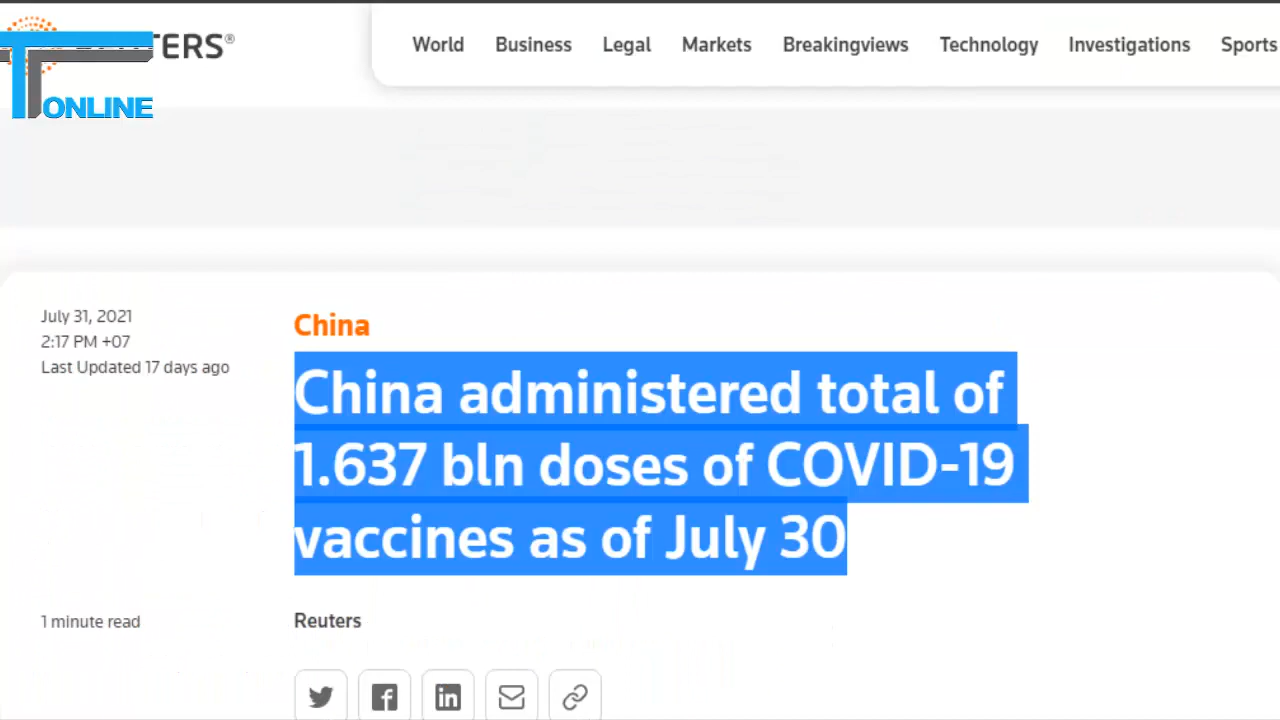 TERS®
TT ONLINE
World Business Legal Markets Breakingviews Technology Investigations Sports
July 31, 2021
2:17 PM +07
Last Updated 17 days ago
China
China administered total of
1.637 bln doses of COVID-19
vaccines as of July 30
1 minute read
Reuters